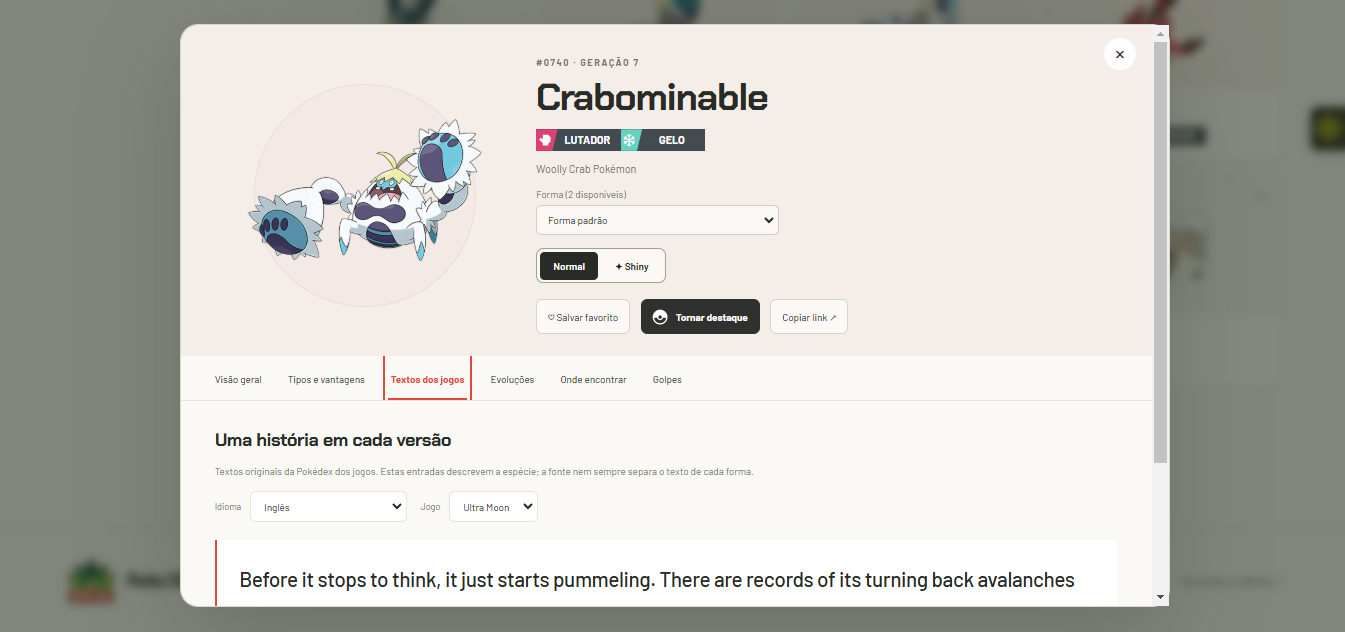 #0740 · GERAÇÃO 7
Crabominable
LUTADOR GELO
Woolly Crab Pokémon
Forma (2 disponíveis)
Forma padrão
Normal ✦ Shiny
♡ Salvar favorito Tornar destaque Copiar link ↗
Visão geral Tipos e vantagens Textos dos jogos Evoluções Onde encontrar Golpes
Uma história em cada versão
Textos originais da Pokédex dos jogos. Estas entradas descrevem a espécie; a fonte nem sempre separa o texto de cada forma.
Idioma Inglês Jogo Ultra Moon
Before it stops to think, it just starts pummeling. There are records of its turning back avalanches